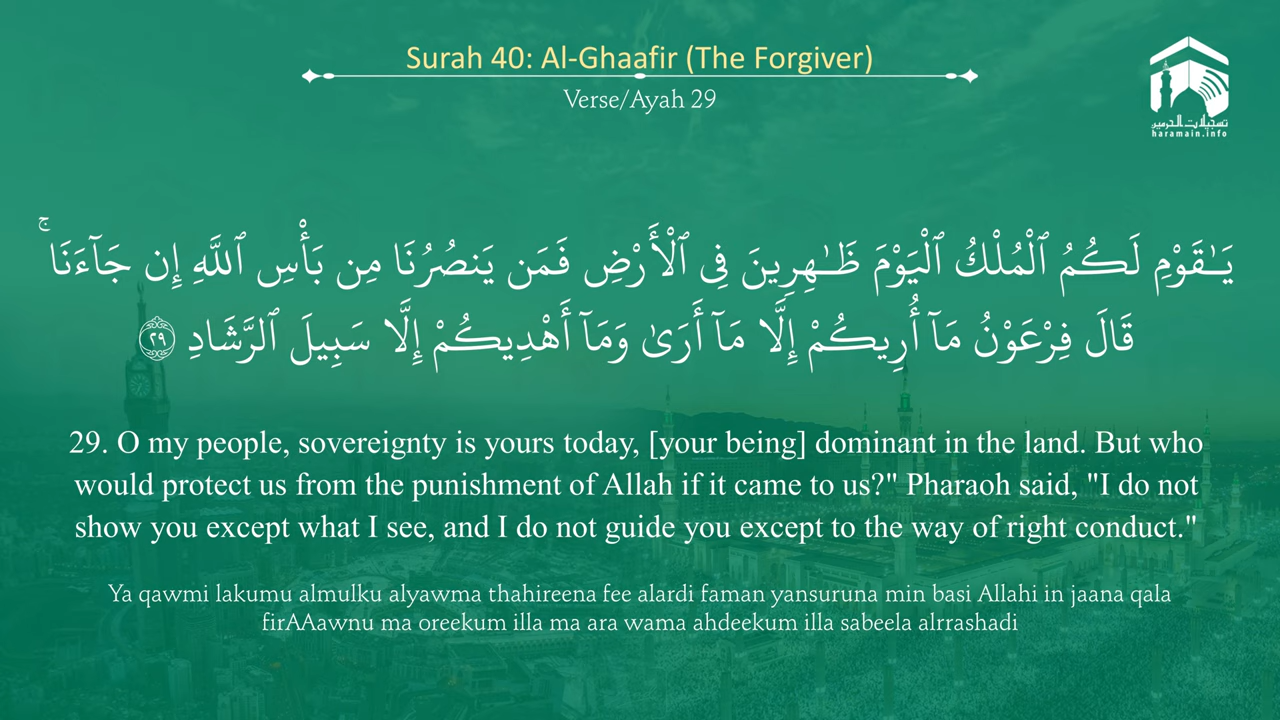 Surah 40: Al-Ghaafir (The Forgiver)
Verse/Ayah 29
تسجيلات الحرمين
haramain.info
يَـٰقَوْمِ لَكُمُ ٱلْمُلْكُ ٱلْيَوْمَ ظَـٰهِرِينَ فِى ٱلْأَرْضِ فَمَن يَنصُرُنَا مِن بَأْسِ ٱللَّهِ إِن جَآءَنَا ۚ
قَالَ فِرْعَوْنُ مَآ أُرِيكُمْ إِلَّا مَآ أَرَىٰ وَمَآ أَهْدِيكُمْ إِلَّا سَبِيلَ ٱلرَّشَادِ ٢٩
29. O my people, sovereignty is yours today, [your being] dominant in the land. But who
would protect us from the punishment of Allah if it came to us?" Pharaoh said, "I do not
show you except what I see, and I do not guide you except to the way of right conduct."
Ya qawmi lakumu almulku alyawma thahireena fee alardi faman yansuruna min basi Allahi in jaana qala
firAAawnu ma oreekum illa ma ara wama ahdeekum illa sabeela alrrashadi